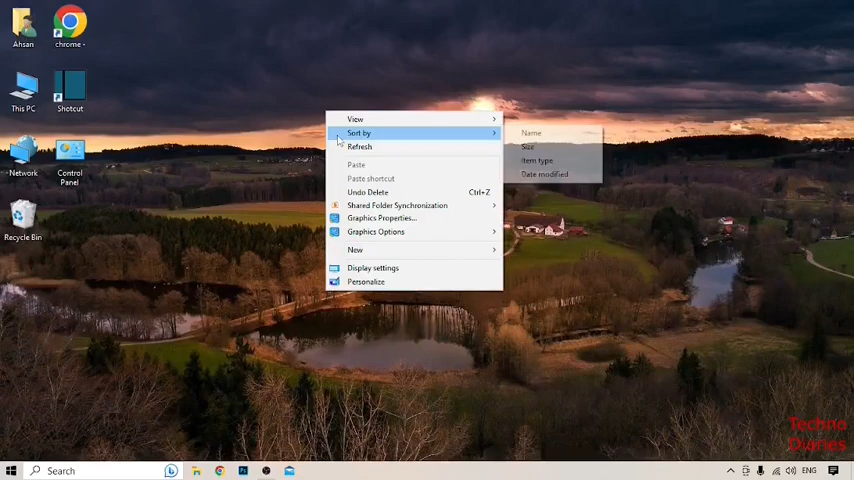 Ahsan
chrome -
This PC
Shotcut
Network
Control
Panel
Recycle Bin
View
Sort by
Refresh
Paste
Paste shortcut
Undo Delete Ctrl+Z
Shared Folder Synchronization
Graphics Properties...
Graphics Options
New
Display settings
Personalize
Name
Size
Item type
Date modified
Techno
Diaries
Search
ENG